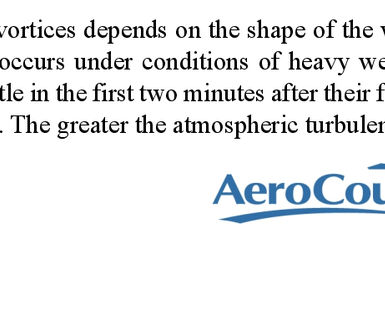 vortices depends on the shape of the
occurs under conditions of heavy we
tle in the first two minutes after their f
. The greater the atmospheric turbulen
AeroCou